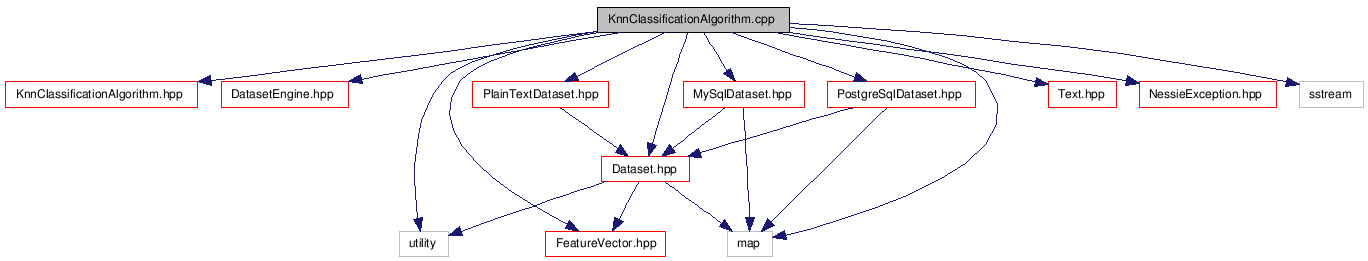 KnnClassificationAlgorithm.cpp
KnnClassificationAlgorithm.hpp
DatasetEngine.hpp
PlainTextDataset.hpp
MySqlDataset.hpp
PostgreSqlDataset.hpp
Text.hpp
NessieException.hpp
sstream
Dataset.hpp
utility
FeatureVector.hpp
map